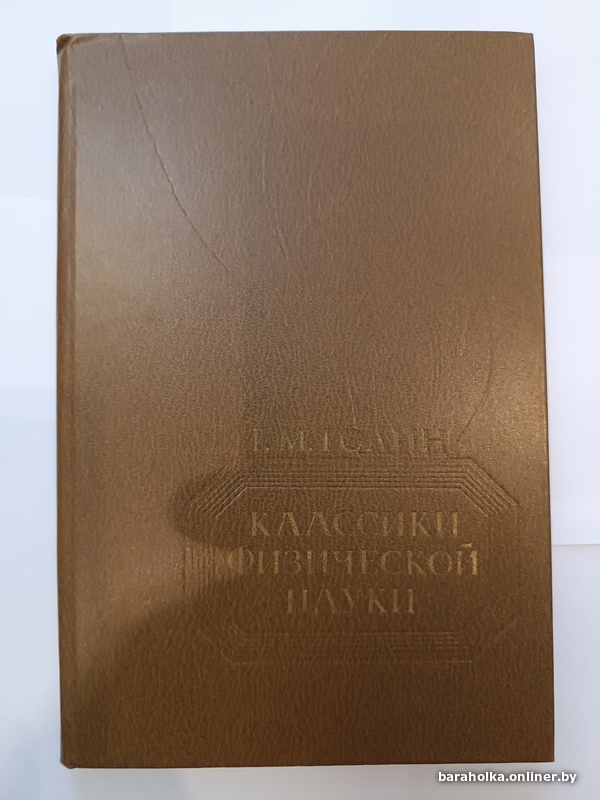 Г. М. ГОЛИН
КЛАССИКИ
ФИЗИЧЕСКОЙ
НАУКИ
baraholka.onliner.by